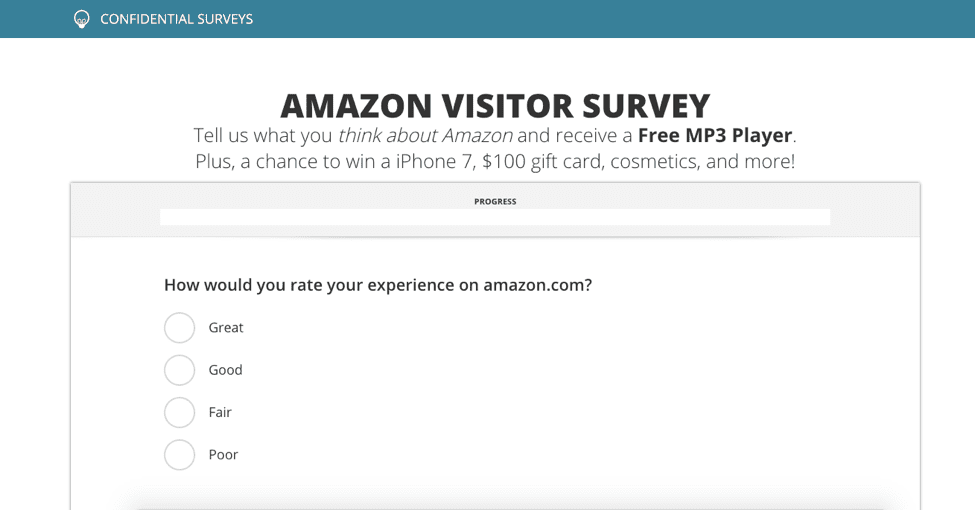 CONFIDENTIAL SURVEYS
AMAZON VISITOR SURVEY
Tell us what you think about Amazon and receive a Free MP3 Player.
Plus, a chance to win a iPhone 7, $100 gift card, cosmetics, and more!
PROGRESS
How would you rate your experience on amazon.com?
Great
Good
Fair
Poor